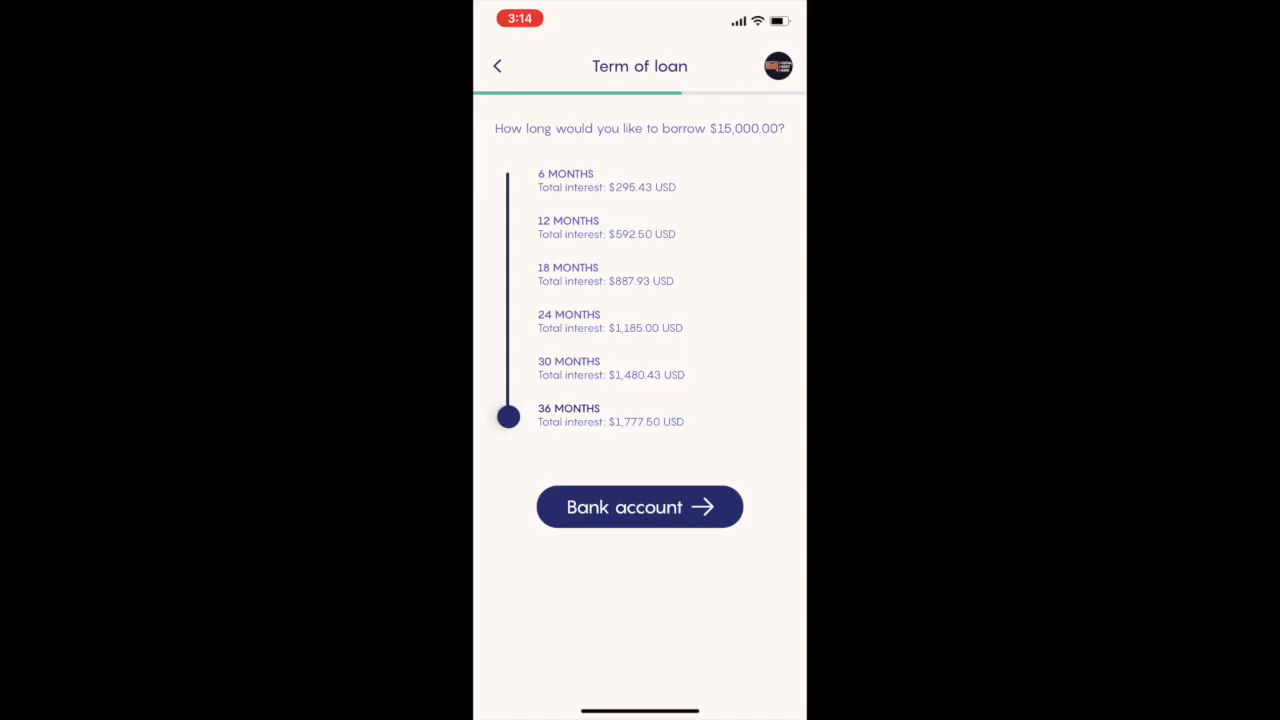 3:14
Term of loan
How long would you like to borrow $15,000.00?
6 MONTHS
Total interest: $295.43 USD
12 MONTHS
Total interest: $592.50 USD
18 MONTHS
Total interest: $887.93 USD
24 MONTHS
Total interest: $1,185.00 USD
30 MONTHS
Total interest: $1,480.43 USD
36 MONTHS
Total interest: $1,777.50 USD
Bank account